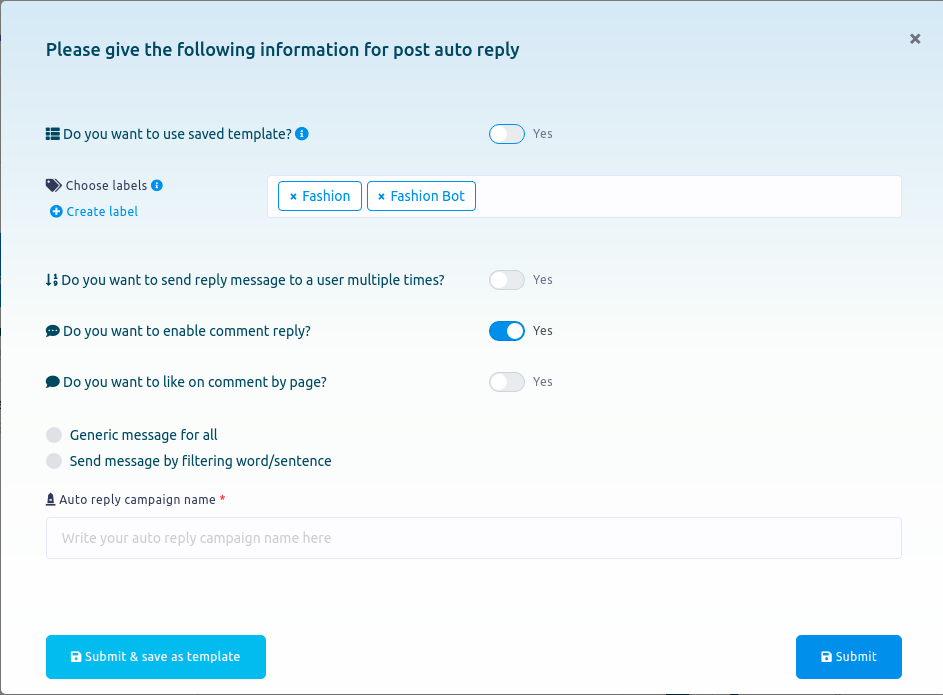 Please give the following information for post auto reply
×
Do you want to use saved template?
Yes
Choose labels
Create label
× Fashion
× Fashion Bot
Do you want to send reply message to a user multiple times?
Yes
Do you want to enable comment reply?
Yes
Do you want to like on comment by page?
Yes
Generic message for all
Send message by filtering word/sentence
Auto reply campaign name *
Write your auto reply campaign name here
Submit & save as template
Submit